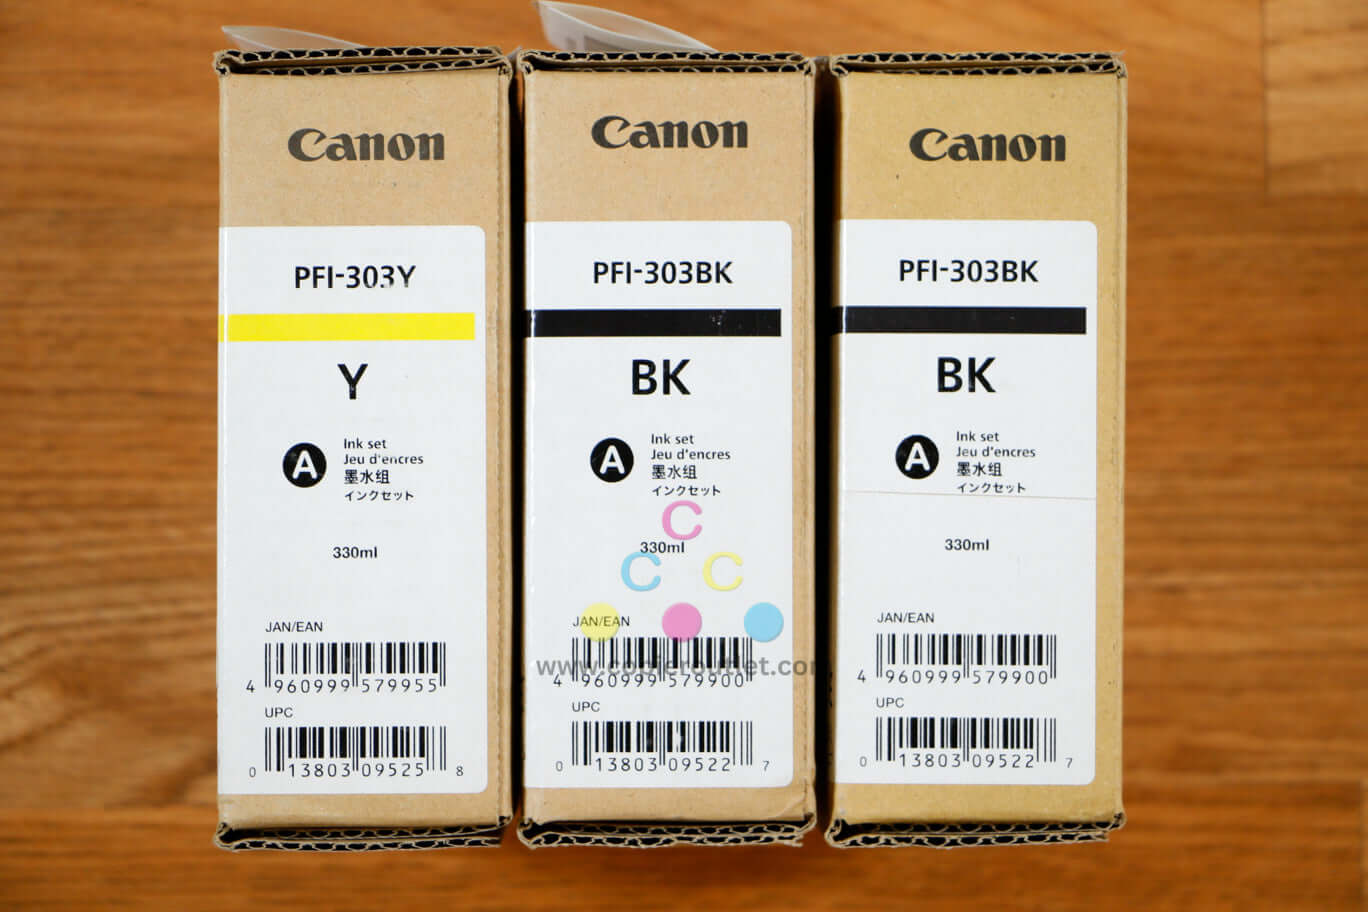 Canon
PFI-303Y
Y
A
Ink set
Jeu d'encres
墨水组
インクセット
330ml
JAN/EAN
4 960999 579955
UPC
0 13803 09525 8
Canon
PFI-303BK
BK
A
Ink set
Jeu d'encres
墨水组
インクセット
C
330ml
C C
JAN/EAN
www.copieroutlet.com
4 960999 579900
UPC
0 13803 09522 7
Canon
PFI-303BK
BK
A
Ink set
Jeu d'encres
墨水组
インクセット
330ml
JAN/EAN
4 960999 579900
UPC
0 13803 09522 7